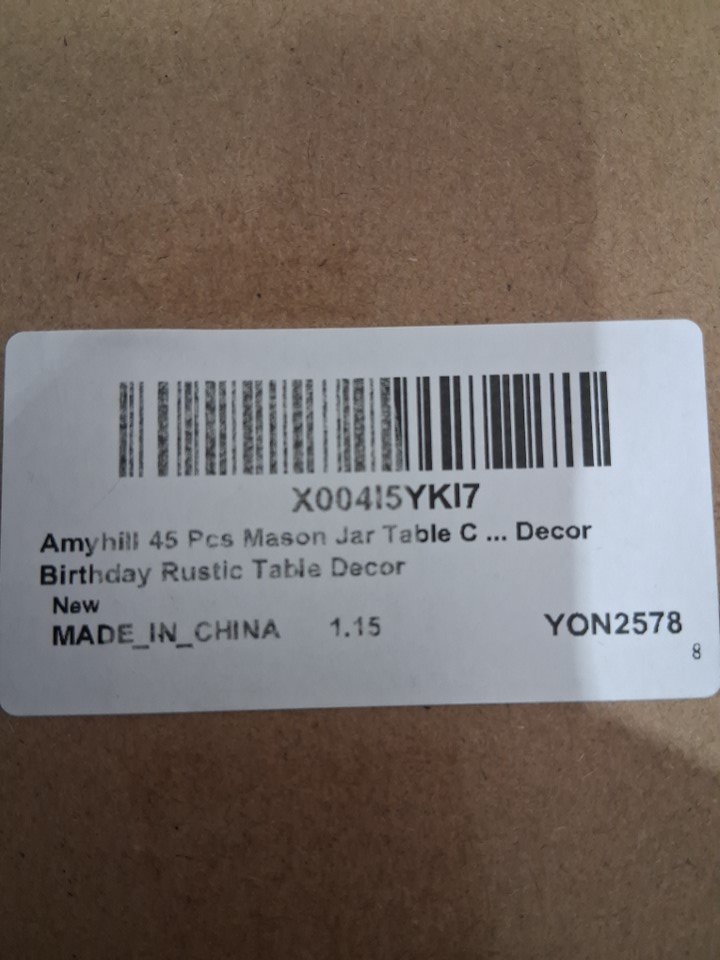 X004I5YKI7
Amyhill 45 Pcs Mason Jar Table C ... Decor
Birthday Rustic Table Decor
New
MADE_IN_CHINA 1.15 YON2578
8